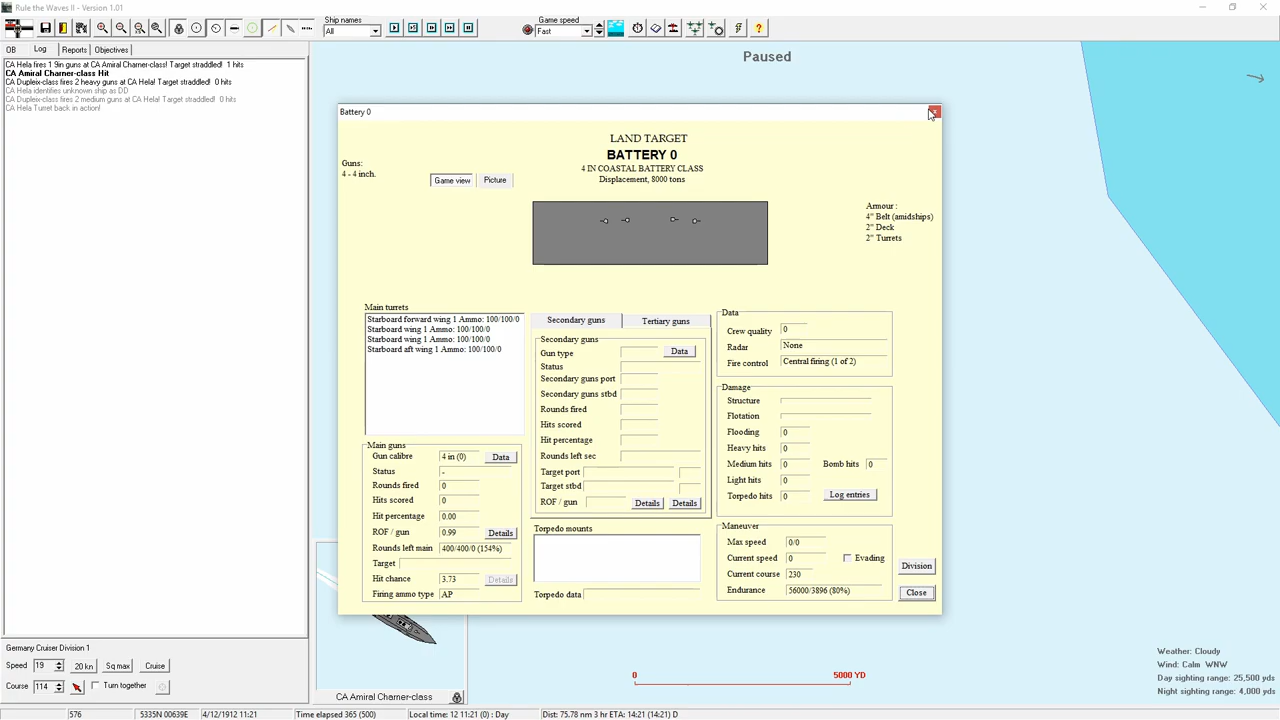 Rule the Waves II - Version 1.01
Ship names
All
Game speed
Fast
OB
Log
Reports
Objectives
CA Hela fires 1 9in guns at CA Amiral Charner-class! Target straddled! 1 hits
CA Amiral Charner-class Hit
CA Dupleix-class fires 2 heavy guns at CA Hela! Target straddled! 0 hits
CA Hela identifies unknown ship as DD
CA Dupleix-class fires 2 medium guns at CA Hela! Target straddled! 0 hits
CA Hela Turret back in action!
Paused
Battery 0
LAND TARGET
BATTERY 0
4 IN COASTAL BATTERY CLASS
Displacement, 8000 tons
Guns:
4 - 4 inch.
Game view
Picture
Armour :
4" Belt (amidships)
2" Deck
2" Turrets
Main turrets
Starboard forward wing 1 Ammo: 100/100/0
Starboard wing 1 Ammo: 100/100/0
Starboard wing 1 Ammo: 100/100/0
Starboard aft wing 1 Ammo: 100/100/0
Main guns
Gun calibre 4 in (0) Data
Status -
Rounds fired 0
Hits scored 0
Hit percentage 0.00
ROF / gun 0.99 Details
Rounds left main 400/400/0 (154%)
Target
Hit chance 3.73 Details
Firing ammo type AP
Secondary guns
Tertiary guns
Secondary guns
Gun type Data
Status
Secondary guns port
Secondary guns stbd
Rounds fired
Hits scored
Hit percentage
Rounds left sec
Target port
Target stbd
ROF / gun Details Details
Torpedo mounts
Torpedo data
Data
Crew quality 0
Radar None
Fire control Central firing (1 of 2)
Damage
Structure
Flotation
Flooding 0
Heavy hits 0
Medium hits 0 Bomb hits 0
Light hits 0
Torpedo hits 0 Log entries
Maneuver
Max speed 0/0
Current speed 0 Evading
Current course 230
Endurance 56000/3896 (80%)
Division
Close
Germany Cruiser Division 1
Speed 19 20 kn Sq max Cruise
Course 114 Turn together
CA Amiral Charner-class
0 5000 YD
Weather: Cloudy
Wind: Calm WNW
Day sighting range: 25,500 yds
Night sighting range: 4,000 yds
576 5335N 00639E 4/12/1912 11:21 Time elapsed 365 (500) Local time: 12 11:21 (0) : Day Dist: 75.78 nm 3 hr ETA: 14:21 (14:21) D